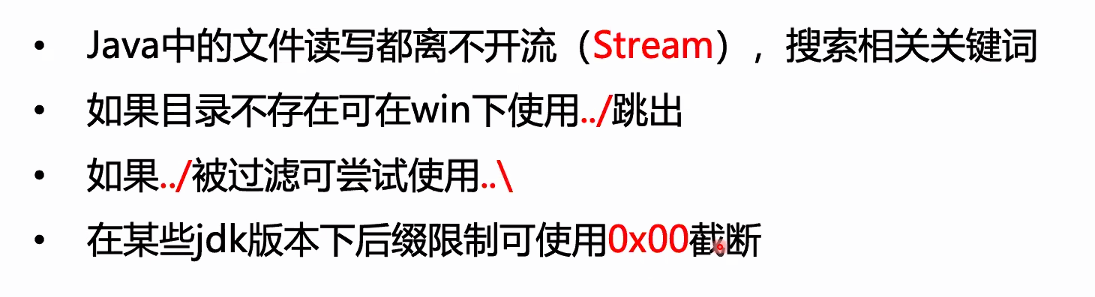 • Java中的文件读写都离不开流（Stream），搜索相关关键词
• 如果目录不存在可在win下使用../跳出
• 如果../被过滤可尝试使用..\
• 在某些jdk版本下后缀限制可使用0x00截断